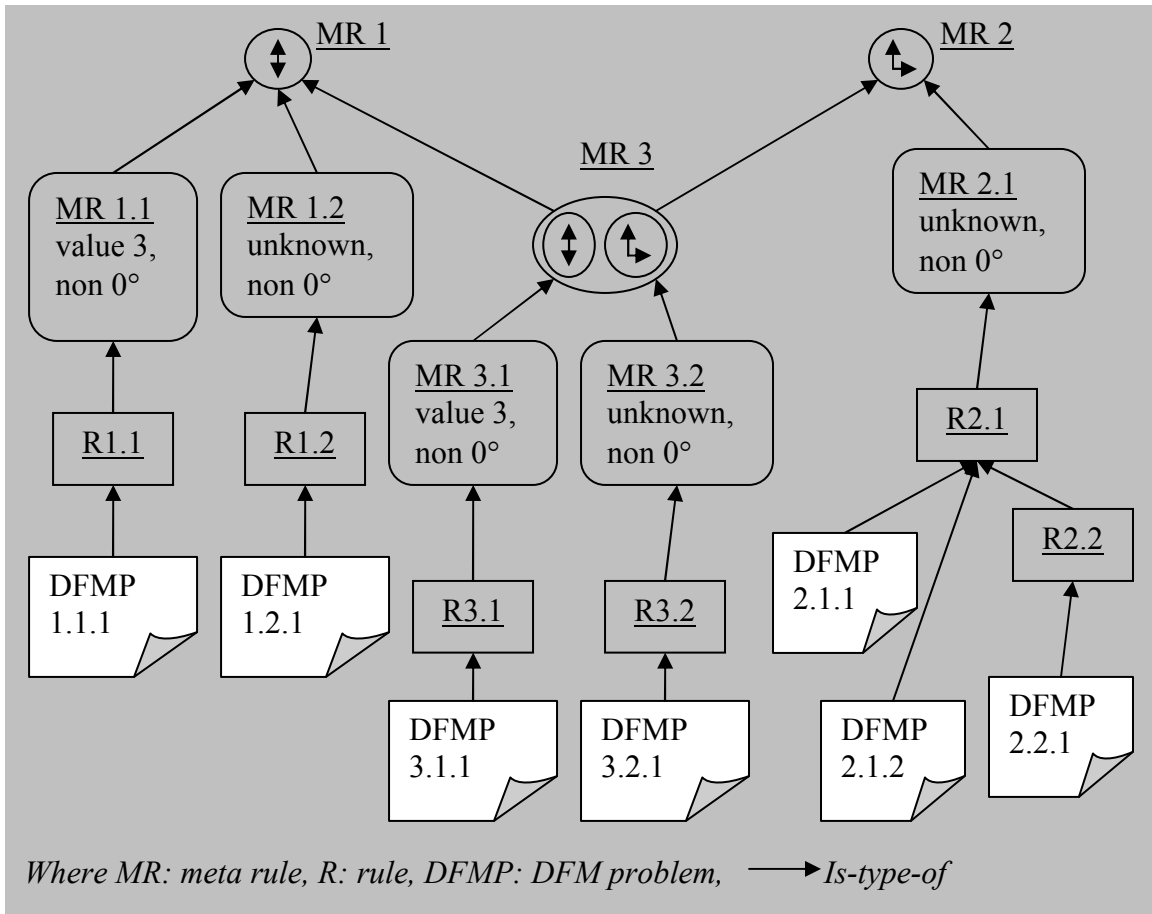 MR 1
MR 2
MR 3
MR 1.1
value 3,
non 0°
MR 1.2
unknown,
non 0°
MR 2.1
unknown,
non 0°
MR 3.1
value 3,
non 0°
MR 3.2
unknown,
non 0°
R1.1
R1.2
R2.1
R2.2
R3.1
R3.2
DFMP
1.1.1
DFMP
1.2.1
DFMP
2.1.1
DFMP
3.1.1
DFMP
3.2.1
DFMP
2.1.2
DFMP
2.2.1
Where MR: meta rule, R: rule, DFMP: DFM problem, Is-type-of